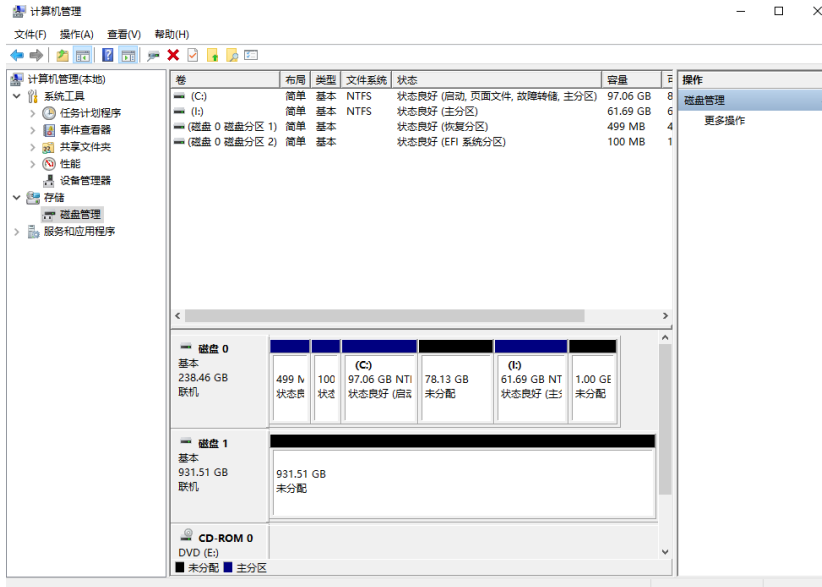 计算机管理
文件(F) 操作(A) 查看(V) 帮助(H)
计算机管理(本地)
系统工具
任务计划程序
事件查看器
共享文件夹
性能
设备管理器
存储
磁盘管理
服务和应用程序
卷 布局 类型 文件系统 状态 容量
(C:) 简单 基本 NTFS 状态良好 (启动, 页面文件, 故障转储, 主分区) 97.06 GB 8
(I:) 简单 基本 NTFS 状态良好 (主分区) 61.69 GB 6
(磁盘 0 磁盘分区 1) 简单 基本 状态良好 (恢复分区) 499 MB 4
(磁盘 0 磁盘分区 2) 简单 基本 状态良好 (EFI 系统分区) 100 MB 1
磁盘 0
基本
238.46 GB
联机
499 M
状态良
100
状态
(C:)
97.06 GB NTI
状态良好 (启动
78.13 GB
未分配
(I:)
61.69 GB NT
状态良好 (主
1.00 GE
未分配
磁盘 1
基本
931.51 GB
联机
931.51 GB
未分配
CD-ROM 0
DVD (E:)
未分配 主分区
操作
磁盘管理
更多操作